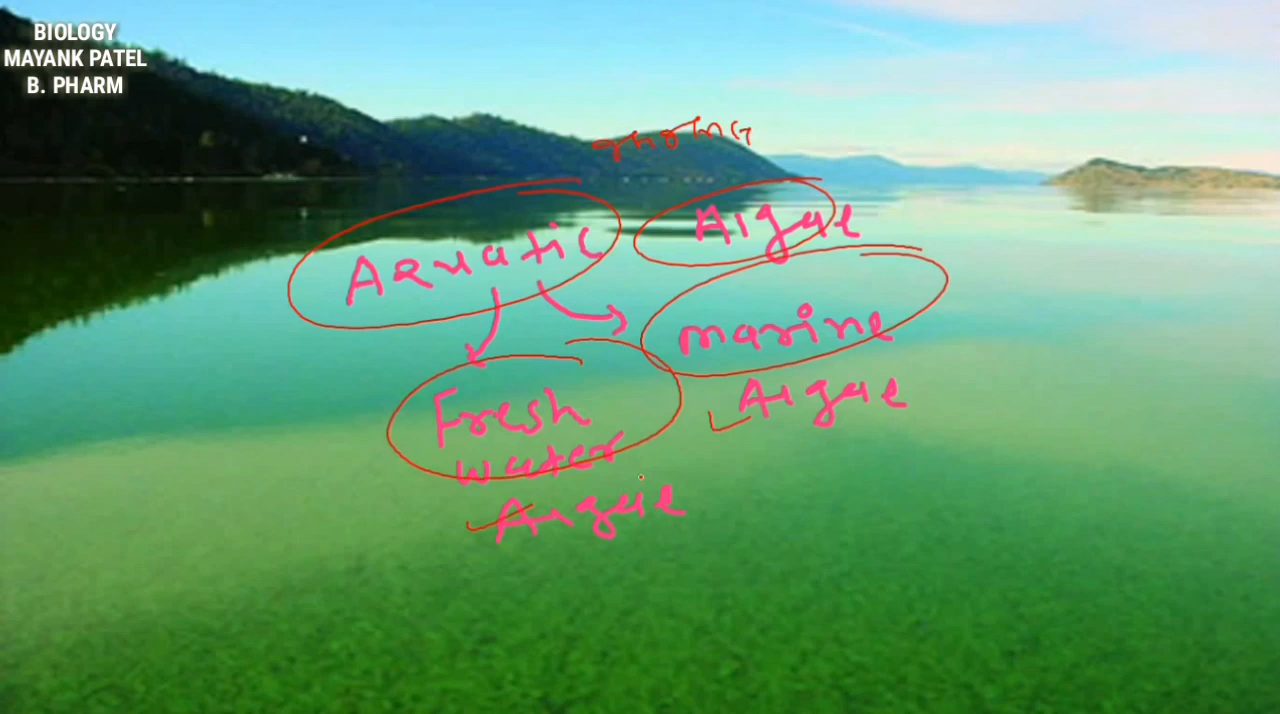 BIOLOGY
MAYANK PATEL
B. PHARM
Aquatic Algae
marine
Algae
Fresh
water
Algae